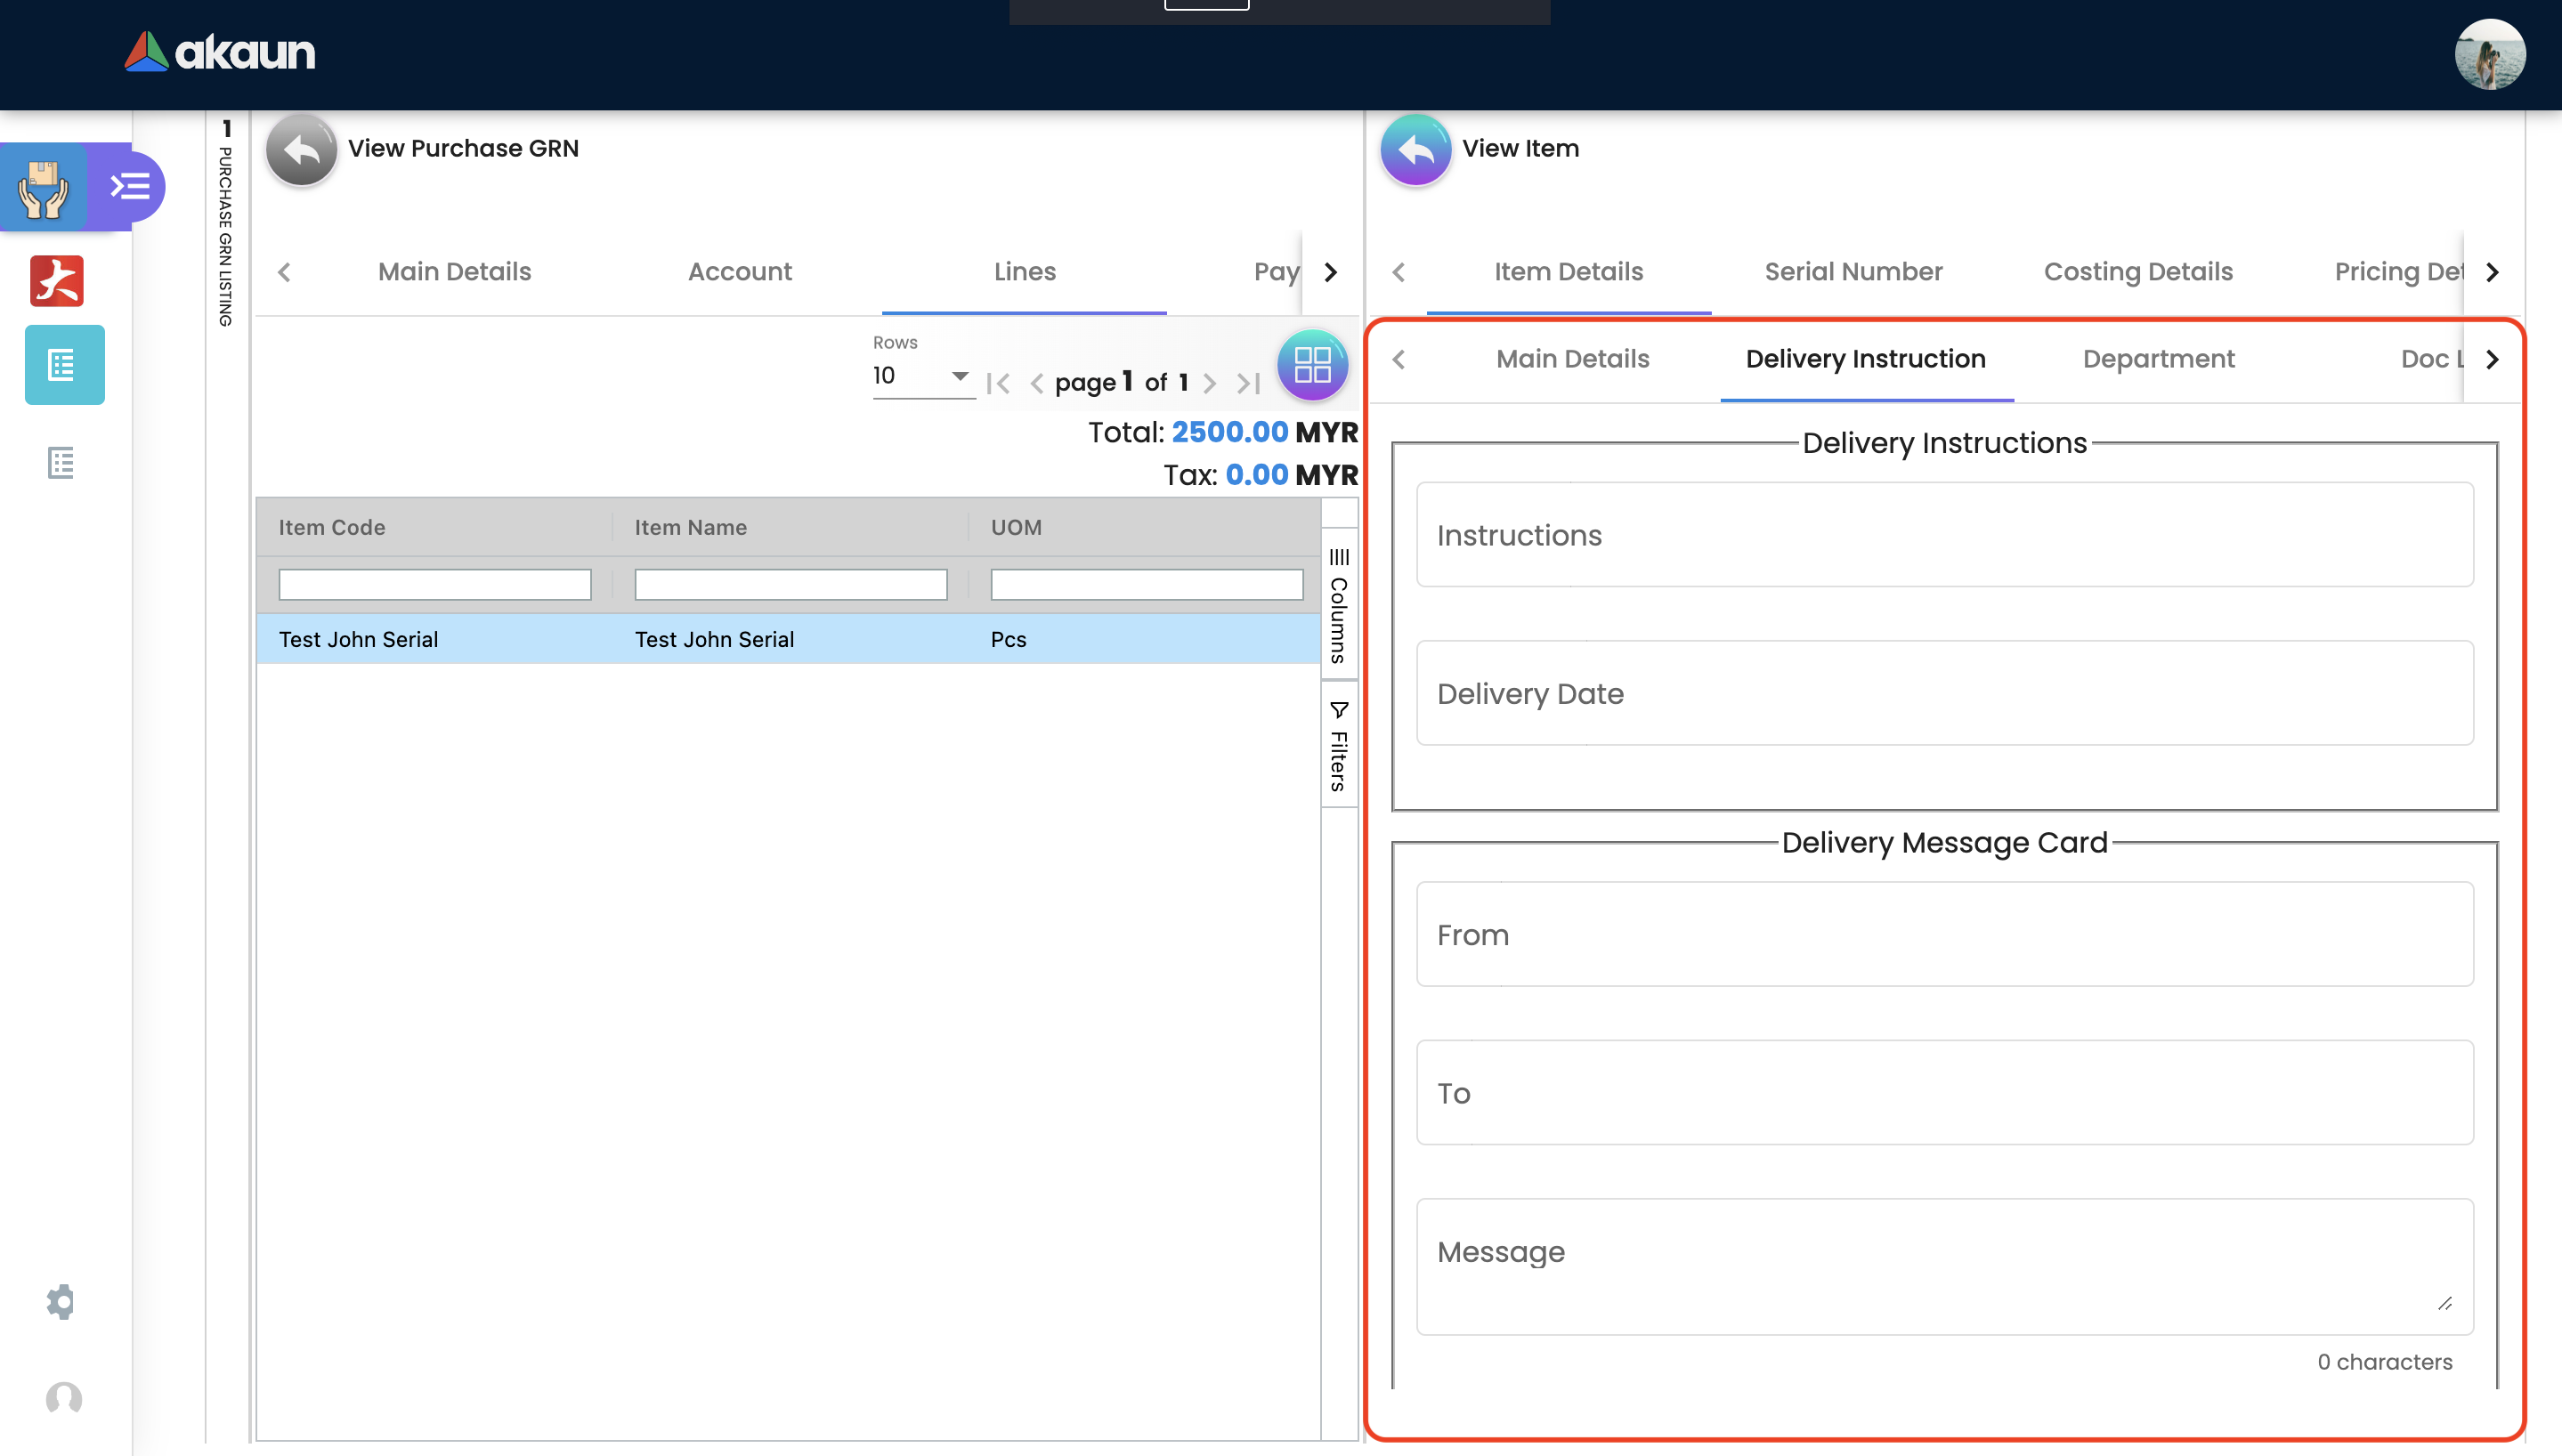 akaun
1 PURCHASE GRN LISTING
View Purchase GRN
Main Details Account Lines Pay
Rows
10
page 1 of 1
Total: 2500.00 MYR
Tax: 0.00 MYR
Item Code Item Name UOM
Test John Serial Test John Serial Pcs
Columns
Filters
View Item
Item Details Serial Number Costing Details Pricing Det
Main Details Delivery Instruction Department Doc L
Delivery Instructions
Instructions
Delivery Date
Delivery Message Card
From
To
Message
0 characters